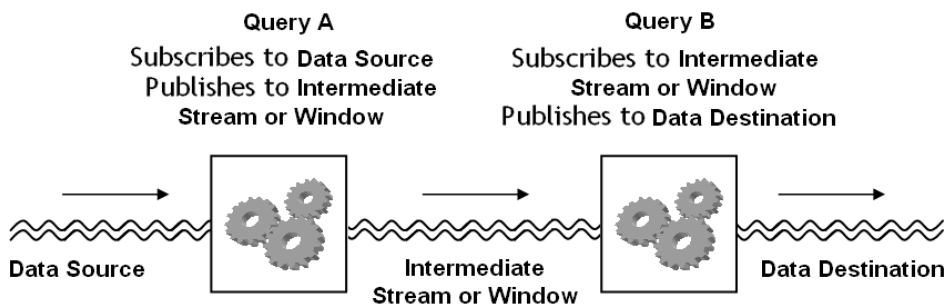 Query A
Subscribes to Data Source
Publishes to Intermediate
Stream or Window
Query B
Subscribes to Intermediate
Stream or Window
Publishes to Data Destination
Data Source
Intermediate
Stream or Window
Data Destination